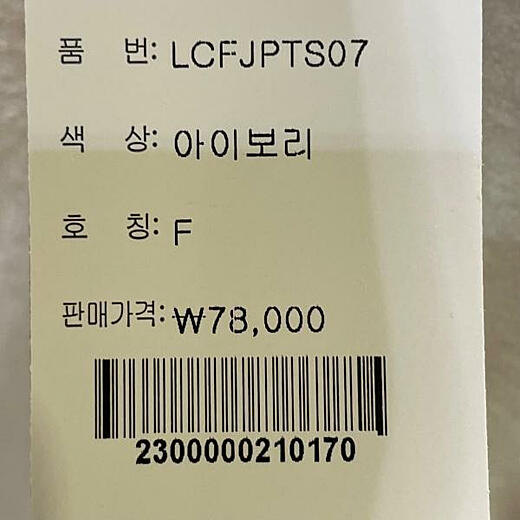 품 번: LCFJPTS07
색 상: 아이보리
호 칭: F
판매가격: ₩78,000
2300000210170